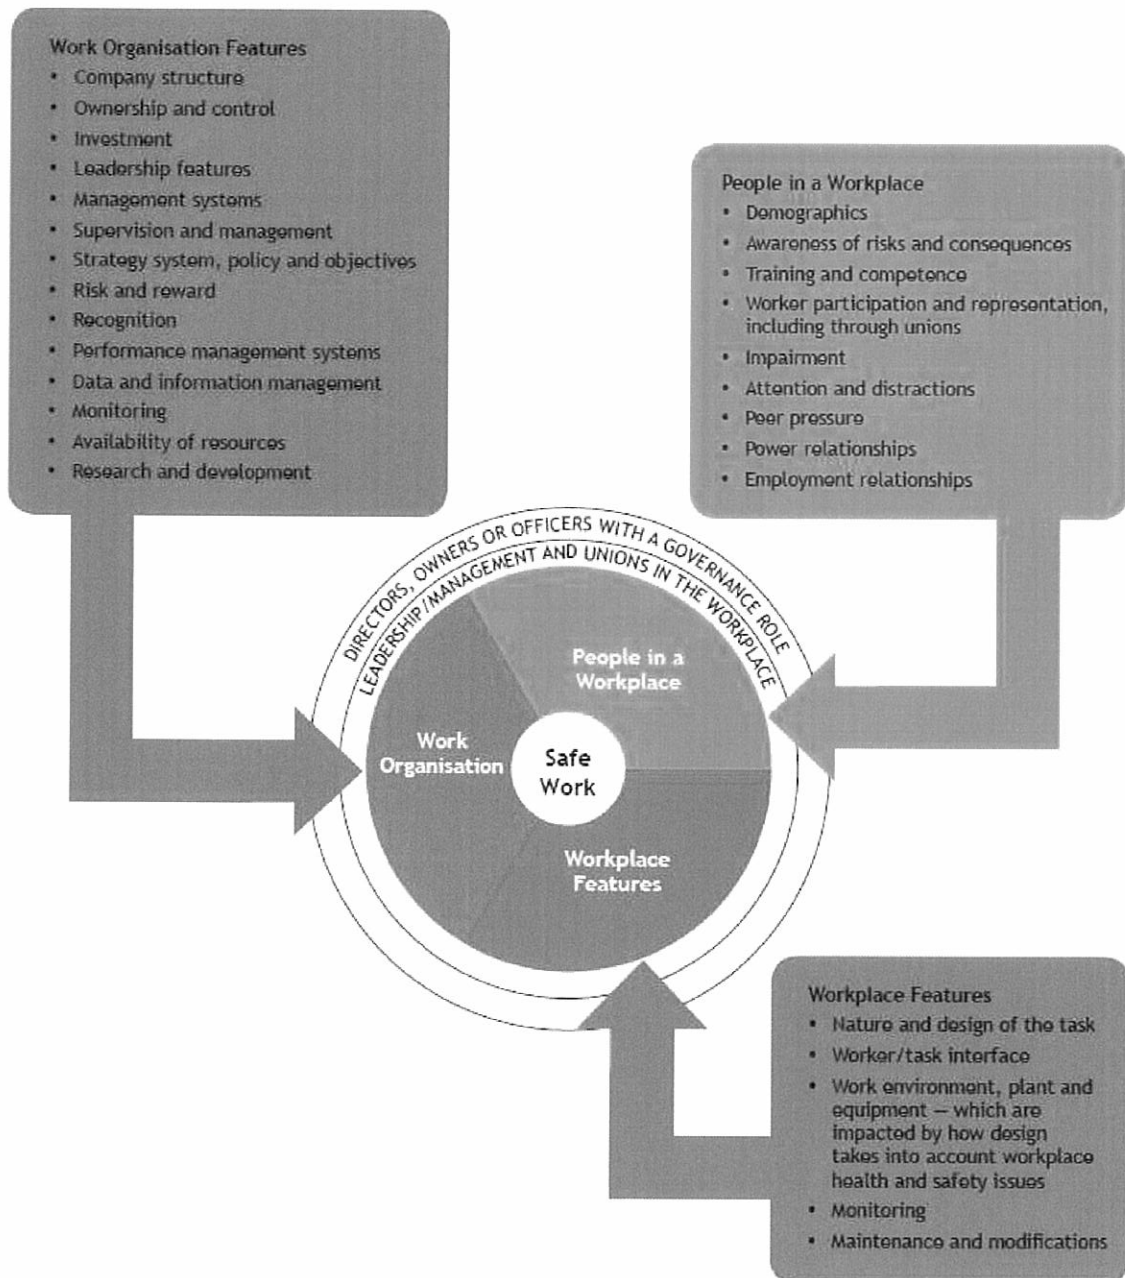 Work Organisation Features
• Company structure
• Ownership and control
• Investment
• Leadership features
• Management systems
• Supervision and management
• Strategy system, policy and objectives
• Risk and reward
• Recognition
• Performance management systems
• Data and information management
• Monitoring
• Availability of resources
• Research and development
People in a Workplace
• Demographics
• Awareness of risks and consequences
• Training and competence
• Worker participation and representation,
including through unions
• Impairment
• Attention and distractions
• Peer pressure
• Power relationships
• Employment relationships
DIRECTORS, OWNERS OR OFFICERS WITH A GOVERNANCE ROLE
LEADERSHIP/MANAGEMENT AND UNIONS IN THE WORKPLACE
People in a
Workplace
Work
Organisation
Safe
Work
Workplace
Features
Workplace Features
• Nature and design of the task
• Worker/task interface
• Work environment, plant and
equipment – which are
impacted by how design
takes into account workplace
health and safety issues
• Monitoring
• Maintenance and modifications